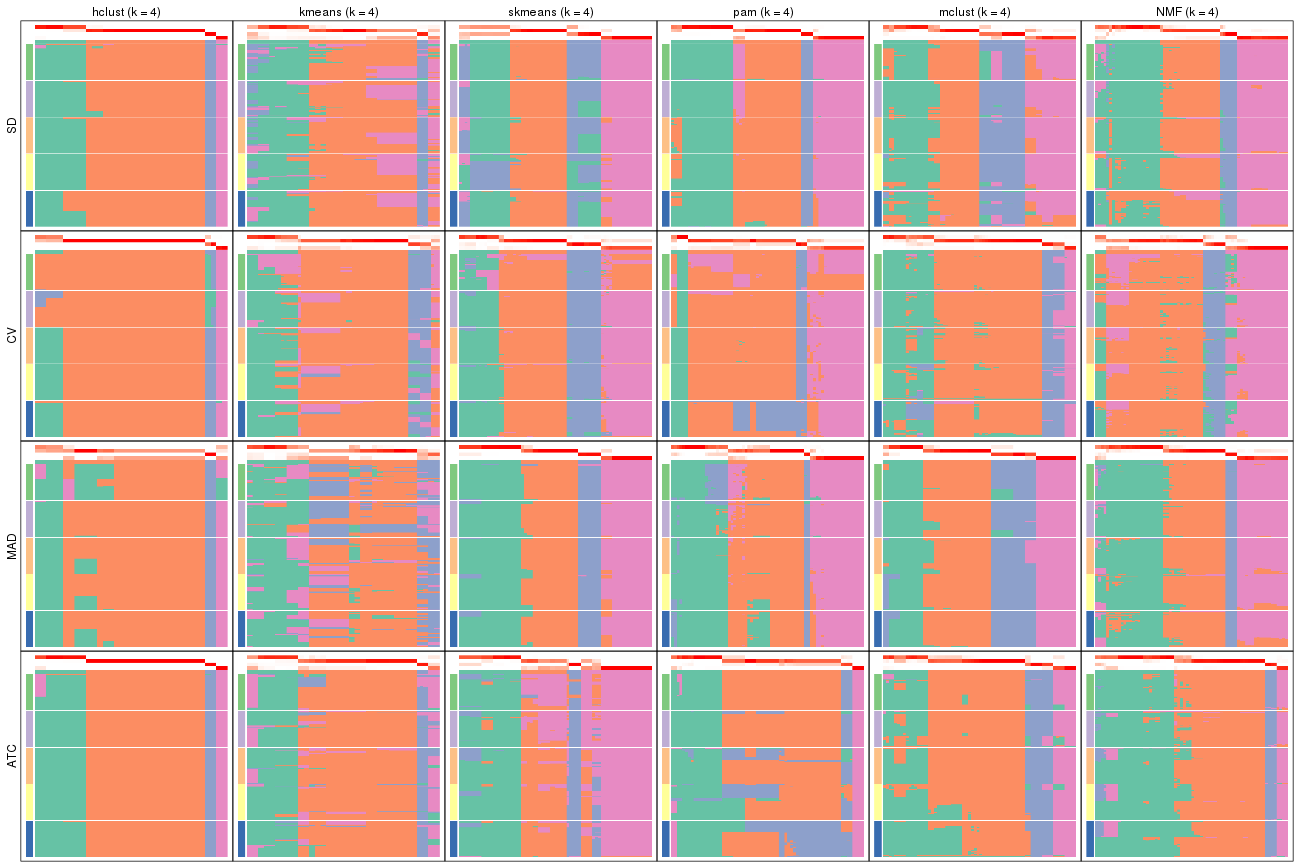 hclust (k = 4) kmeans (k = 4) skmeans (k = 4) pam (k = 4) mclust (k = 4) NMF (k = 4)
SD
CV
MAD
ATC